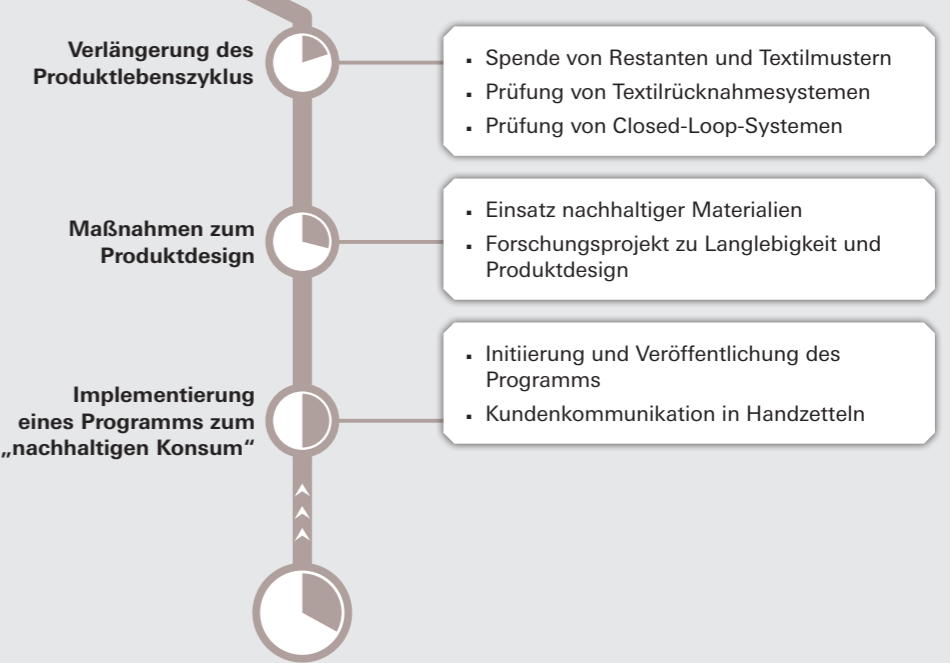 Verlängerung des
Produktlebenszyklus
▪ Spende von Restanten und Textilmustern
▪ Prüfung von Textilrücknahmesystemen
▪ Prüfung von Closed-Loop-Systemen
Maßnahmen zum
Produktdesign
▪ Einsatz nachhaltiger Materialien
▪ Forschungsprojekt zu Langlebigkeit und
Produktdesign
Implementierung
eines Programms zum
„nachhaltigen Konsum“
▪ Initiierung und Veröffentlichung des
Programms
▪ Kundenkommunikation in Handzetteln